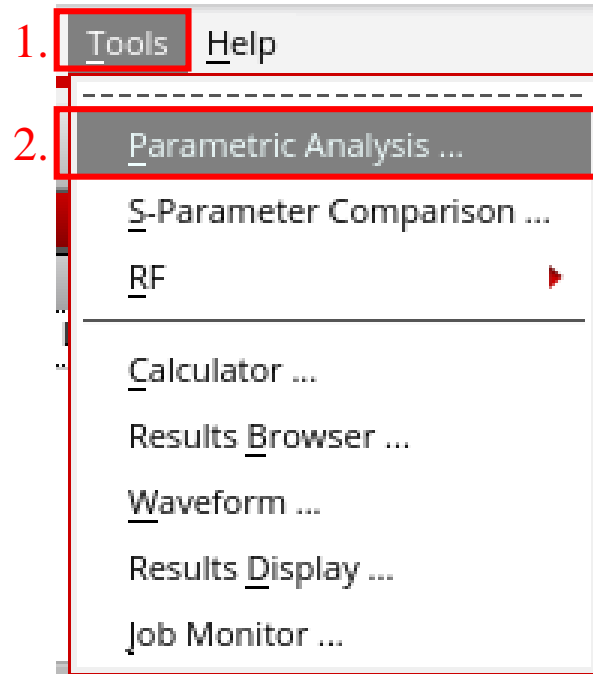 1. Tools Help
2. Parametric Analysis ...
S-Parameter Comparison ...
RF
Calculator ...
Results Browser ...
Waveform ...
Results Display ...
Job Monitor ...